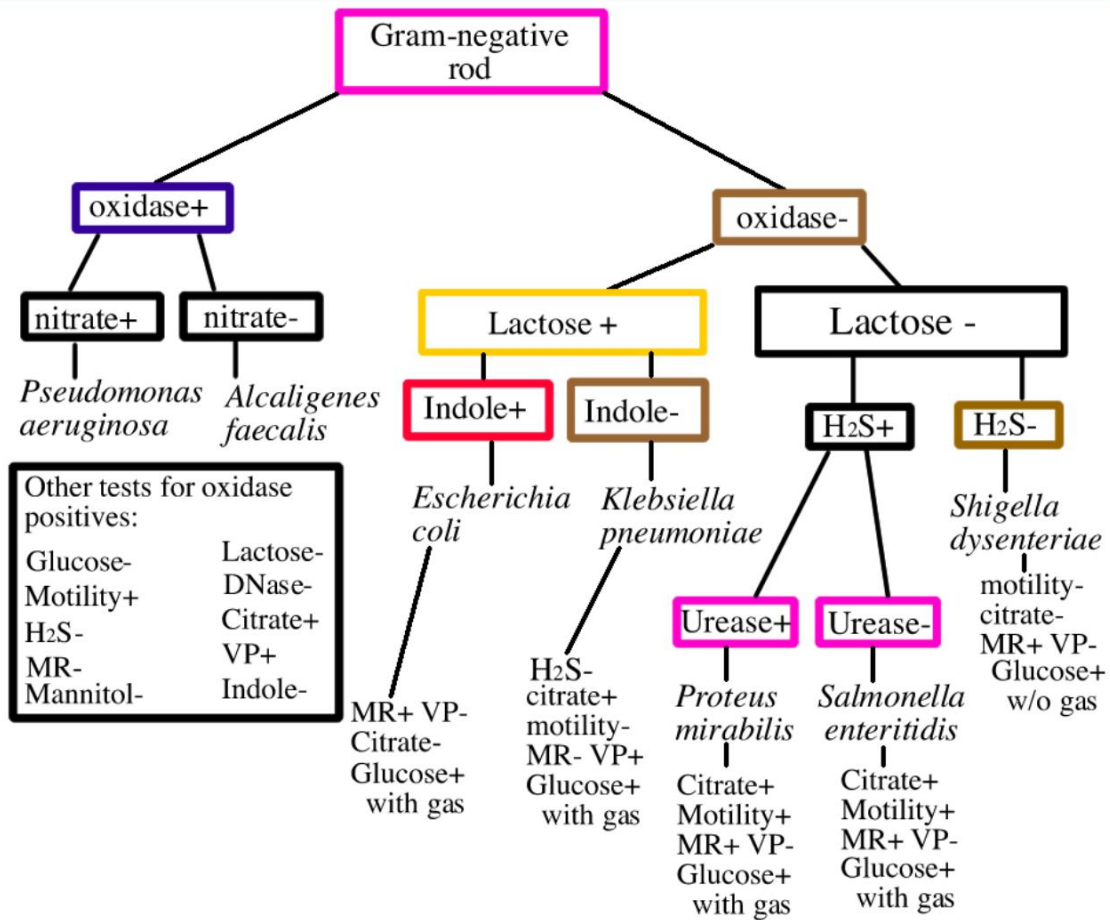 Gram-negative
rod
oxidase+
oxidase-
nitrate+
nitrate-
Lactose +
Lactose -
Pseudomonas
aeruginosa
Alcaligenes
faecalis
Indole+
Indole-
H2S+
H2S-
Other tests for oxidase
positives:
Glucose-
Motility+
H2S-
MR-
Mannitol-
Lactose-
DNase-
Citrate+
VP+
Indole-
Escherichia
coli
MR+ VP-
Citrate-
Glucose+
with gas
Klebsiella
pneumoniae
H2S-
citrate+
motility-
MR- VP+
Glucose+
with gas
Urease+
Urease-
Proteus
mirabilis
Citrate+
Motility+
MR+ VP-
Glucose+
with gas
Salmonella
enteritidis
Citrate+
Motility+
MR+ VP-
Glucose+
with gas
Shigella
dysenteriae
motility-
citrate-
MR+ VP-
Glucose+
w/o gas